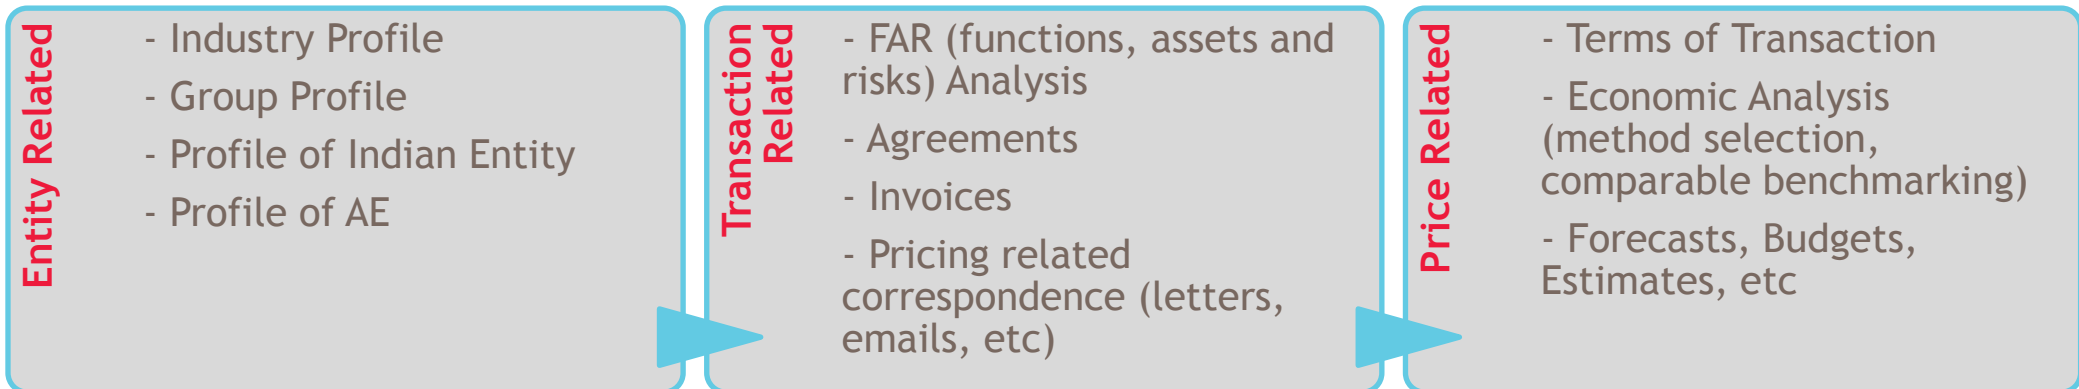 Entity Related
- Industry Profile
- Group Profile
- Profile of Indian Entity
- Profile of AE
Transaction
Related
- FAR (functions, assets and
risks) Analysis
- Agreements
- Invoices
- Pricing related
correspondence (letters,
emails, etc)
Price Related
- Terms of Transaction
- Economic Analysis
(method selection,
comparable benchmarking)
- Forecasts, Budgets,
Estimates, etc